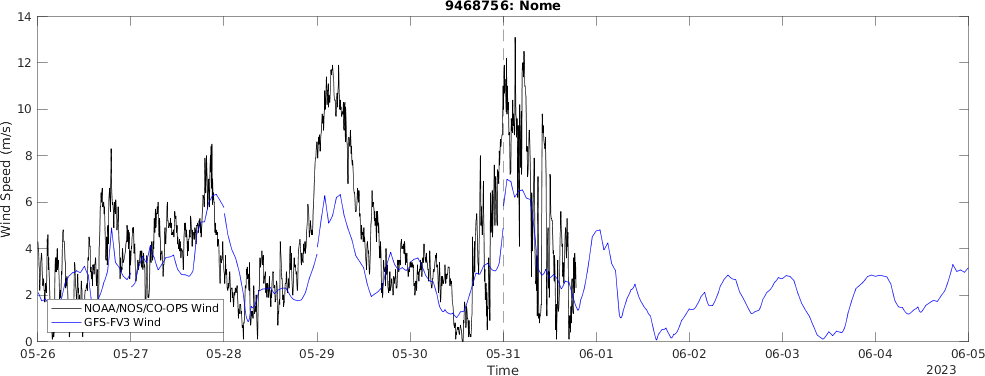 9468756: Nome
Wind Speed (m/s)
14
12
10
8
6
4
2
0
NOAA/NOS/CO-OPS Wind
GFS-FV3 Wind
05-26 05-27 05-28 05-29 05-30 05-31 06-01 06-02 06-03 06-04 06-05
Time
2023